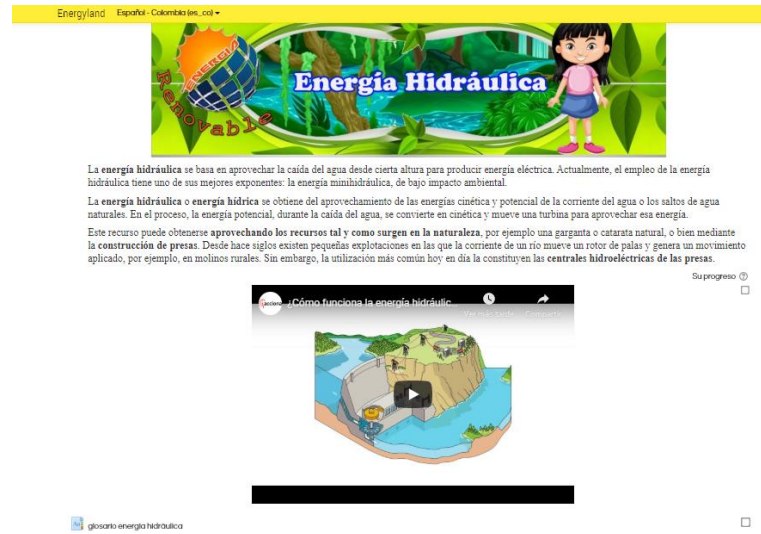 Energyland Español - Colombia (es_co)
ENERGIA
Renovable
Energía Hidráulica
La energía hidráulica se basa en aprovechar la caída del agua desde cierta altura para producir energía eléctrica. Actualmente, el empleo de la energía
hidráulica tiene uno de sus mejores exponentes: la energía minihidráulica, de bajo impacto ambiental.
La energía hidráulica o energía hídrica se obtiene del aprovechamiento de las energías cinética y potencial de la corriente del agua o los saltos de agua
naturales. En el proceso, la energía potencial, durante la caída del agua, se convierte en cinética y mueve una turbina para aprovechar esa energía.
Este recurso puede obtenerse aprovechando los recursos tal y como surgen en la naturaleza, por ejemplo una garganta o catarata natural, o bien mediante
la construcción de presas. Desde hace siglos existen pequeñas explotaciones en las que la corriente de un río mueve un rotor de palas y genera un movimiento
aplicado, por ejemplo, en molinos rurales. Sin embargo, la utilización más común hoy en día la constituyen las centrales hidroeléctricas de las presas.
Su progreso
acciona ¿Cómo funciona la energía hidráulic...
Ver más tarde Compartir
glosario energía hidráulica